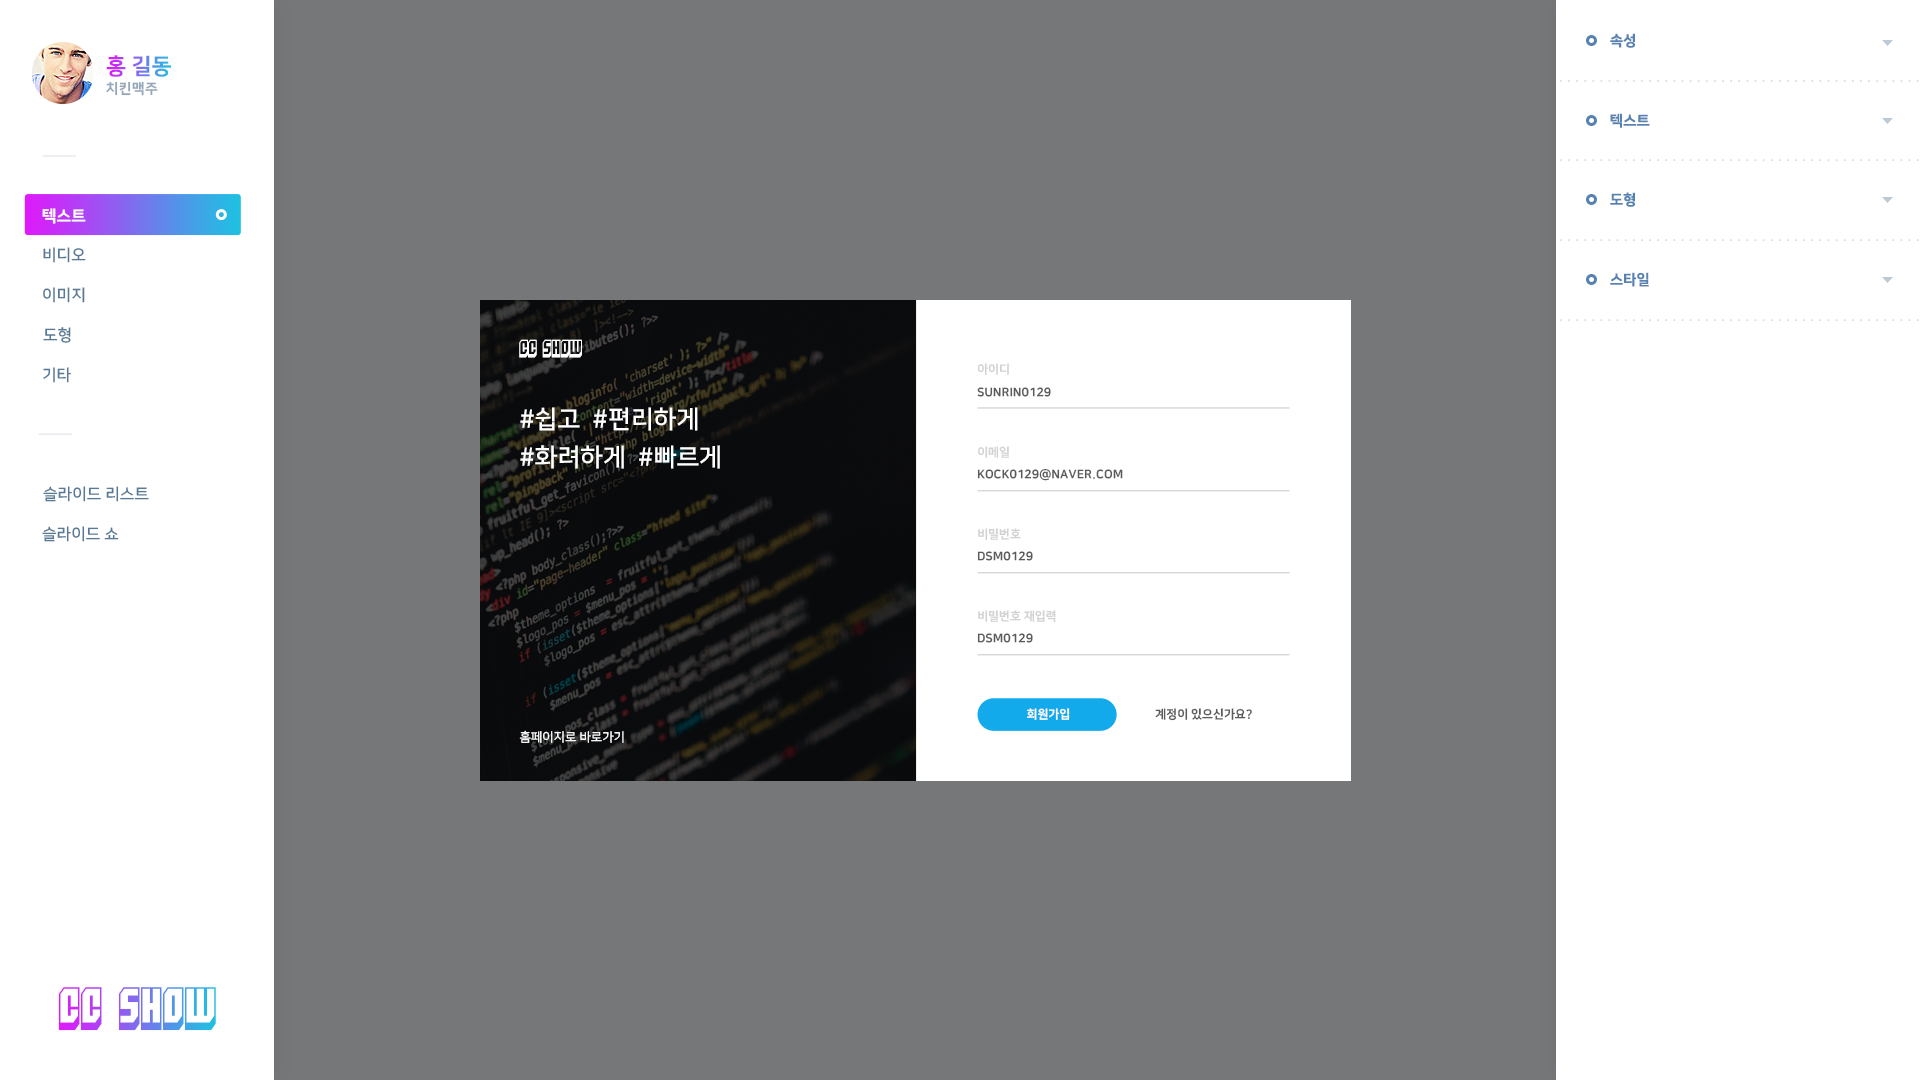 홍 길동
치킨맥주
텍스트
비디오
이미지
도형
기타
슬라이드 리스트
슬라이드 쇼
CC SHOW
CC SHOW
#쉽고 #편리하게
#화려하게 #빠르게
홈페이지로 바로가기
아이디
SUNRIN0129
이메일
KOCK0129@NAVER.COM
비밀번호
DSM0129
비밀번호 재입력
DSM0129
회원가입
계정이 있으신가요?
속성
텍스트
도형
스타일